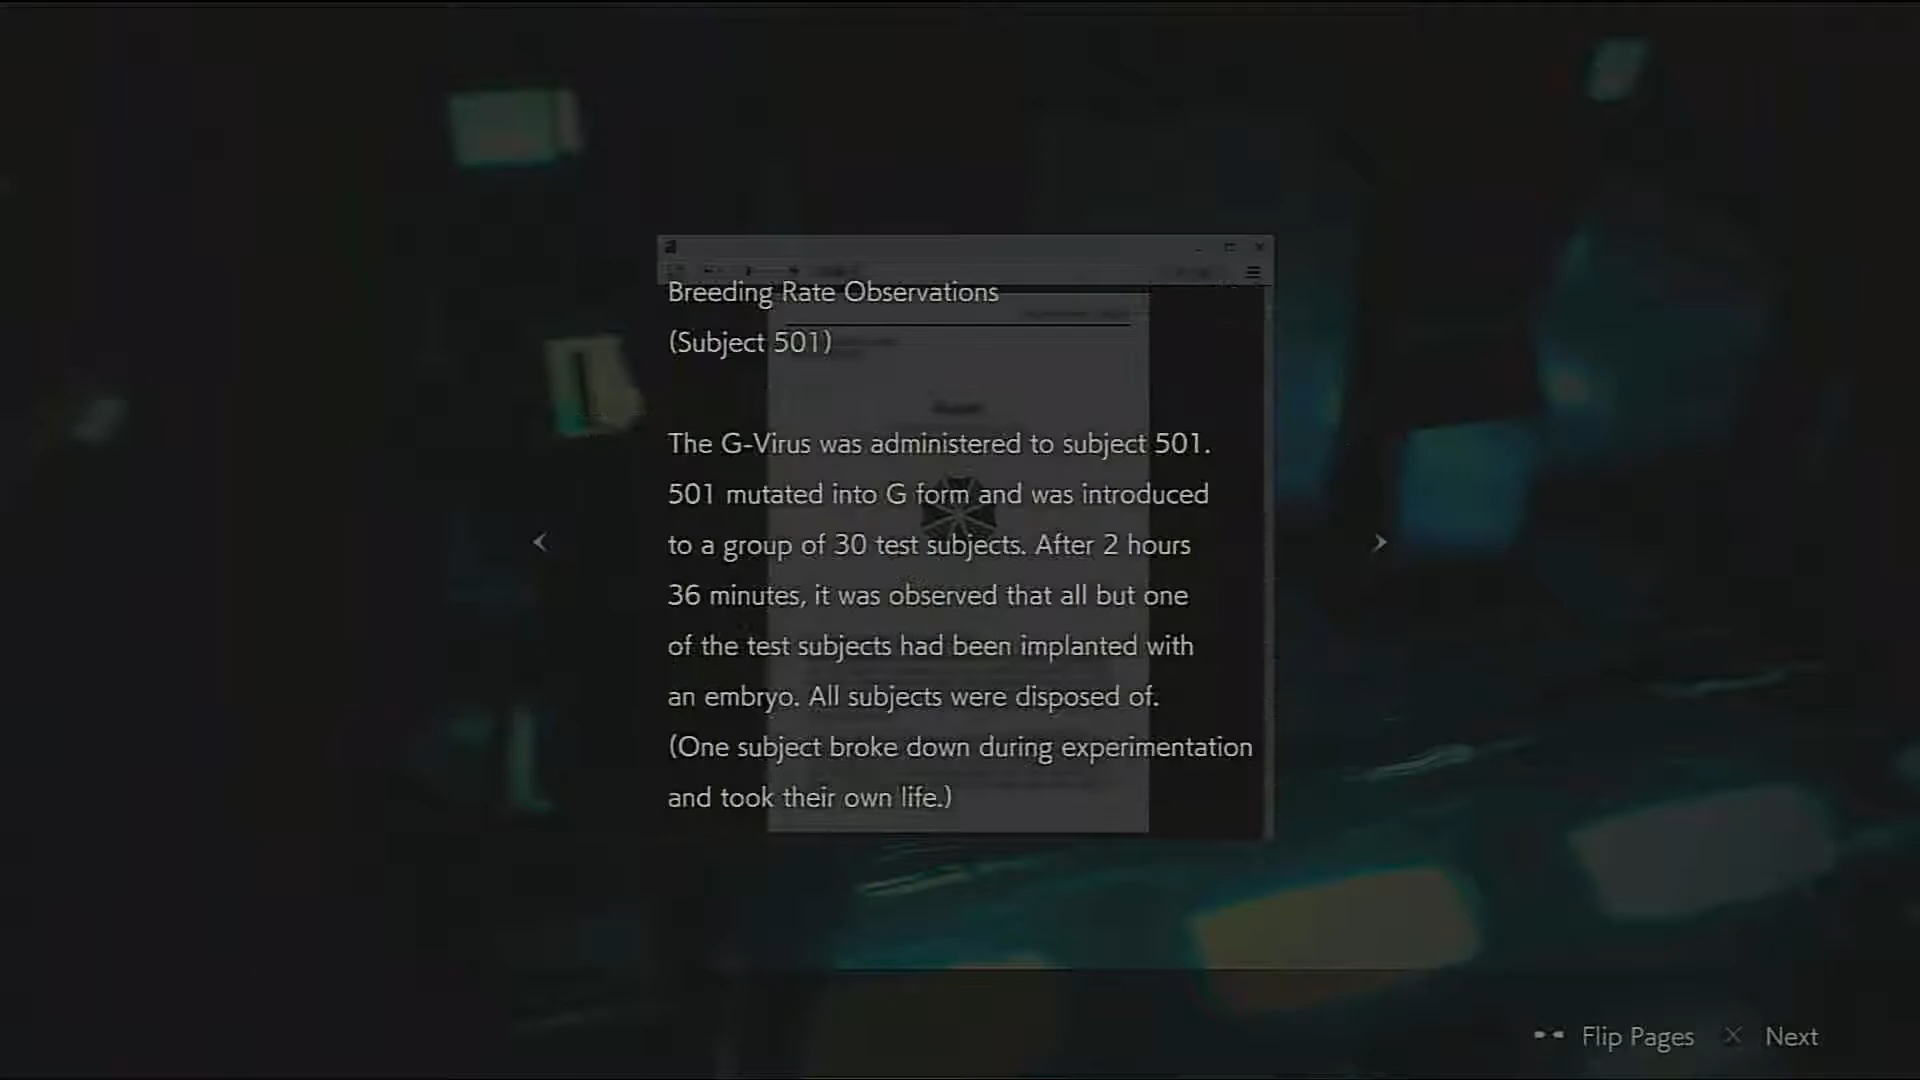 Breeding Rate Observations
(Subject 501)
The G-Virus was administered to subject 501.
501 mutated into G form and was introduced
to a group of 30 test subjects. After 2 hours
36 minutes, it was observed that all but one
of the test subjects had been implanted with
an embryo. All subjects were disposed of.
(One subject broke down during experimentation
and took their own life.)
Flip Pages
Next